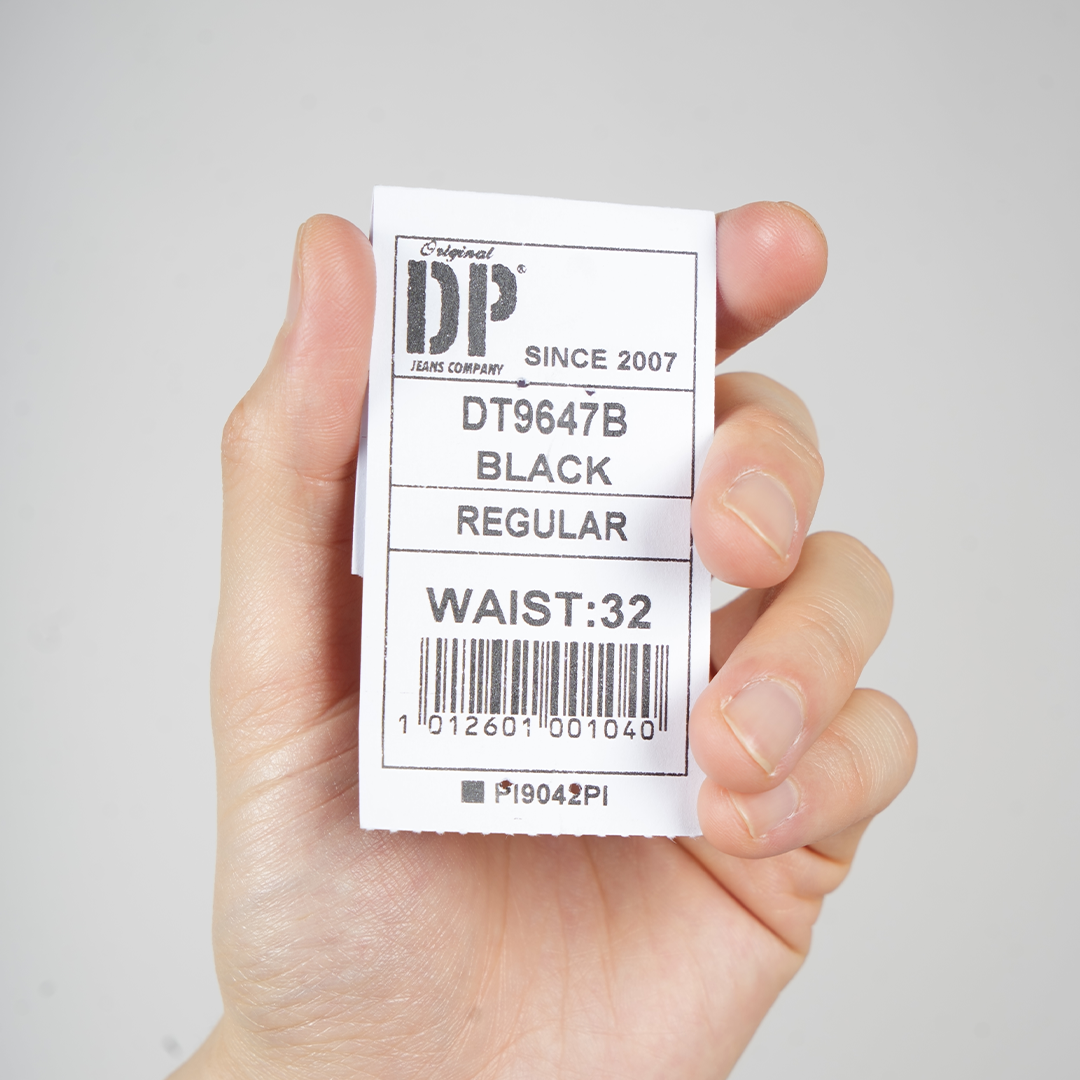 Original
DP®
JEANS COMPANY
SINCE 2007
DT9647B
BLACK
REGULAR
WAIST:32
1 012601 001040
PI9042PI